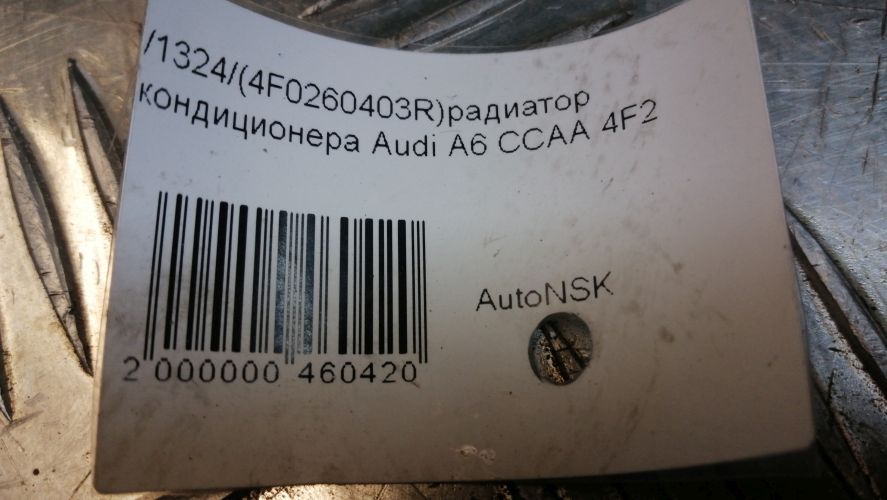 /1324/(4F0260403R)радиатор
кондиционера Audi A6 CCAA 4F2
AutoNSK
2 000000 460420